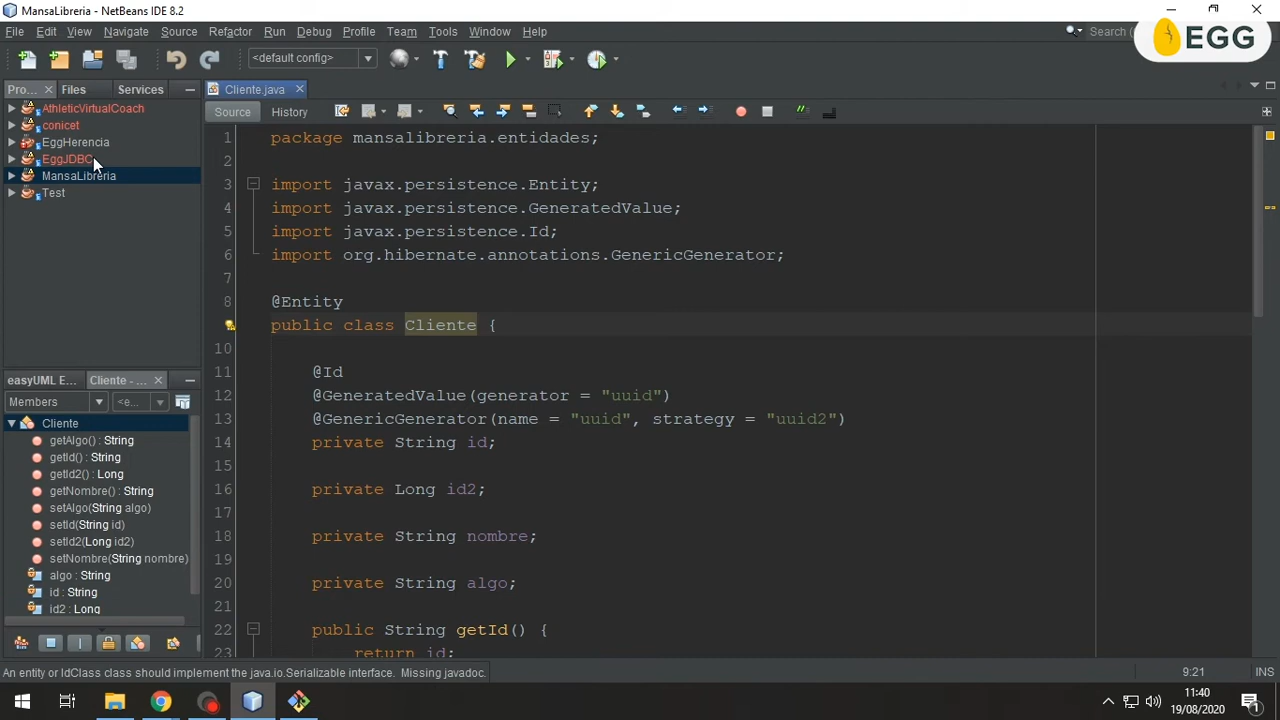 MansaLibreria - NetBeans IDE 8.2
File Edit View Navigate Source Refactor Run Debug Profile Team Tools Window Help
Search (
EGG
<default config>
Pro... Files Services
Cliente.java
Source History
AthleticVirtualCoach
conicet
EggHerencia
EggJDBC
MansaLibreria
Test
1 package mansalibreria.entidades;
2
3 import javax.persistence.Entity;
4 import javax.persistence.GeneratedValue;
5 import javax.persistence.Id;
6 import org.hibernate.annotations.GenericGenerator;
7
8 @Entity
public class Cliente {
10
11 @Id
12 @GeneratedValue(generator = "uuid")
13 @GenericGenerator(name = "uuid", strategy = "uuid2")
14 private String id;
15
16 private Long id2;
17
18 private String nombre;
19
20 private String algo;
21
22 public String getId() {
23 return id;
easyUML E... Cliente - ...
Members <e...
Cliente
getAlgo() : String
getId() : String
getId2() : Long
getNombre() : String
setAlgo(String algo)
setId(String id)
setId2(Long id2)
setNombre(String nombre)
algo : String
id : String
id2 : Long
An entity or IdClass class should implement the java.io.Serializable interface. Missing javadoc.
9:21 INS
11:40
19/08/2020
1